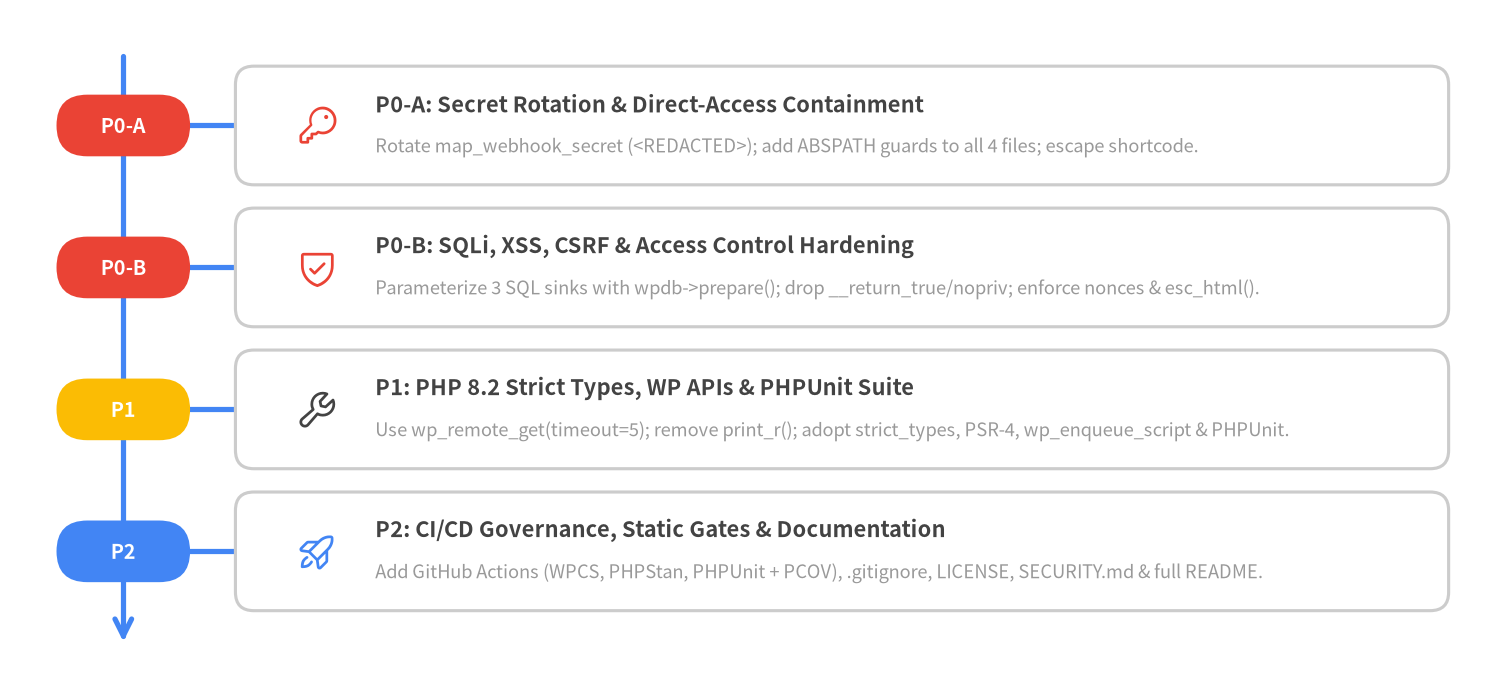 P0-A
P0-A: Secret Rotation & Direct-Access Containment
Rotate map_webhook_secret (<REDACTED>); add ABSPATH guards to all 4 files; escape shortcode.
P0-B
P0-B: SQLi, XSS, CSRF & Access Control Hardening
Parameterize 3 SQL sinks with wpdb->prepare(); drop __return_true/nopriv; enforce nonces & esc_html().
P1
P1: PHP 8.2 Strict Types, WP APIs & PHPUnit Suite
Use wp_remote_get(timeout=5); remove print_r(); adopt strict_types, PSR-4, wp_enqueue_script & PHPUnit.
P2
P2: CI/CD Governance, Static Gates & Documentation
Add GitHub Actions (WPCS, PHPStan, PHPUnit + PCOV), .gitignore, LICENSE, SECURITY.md & full README.